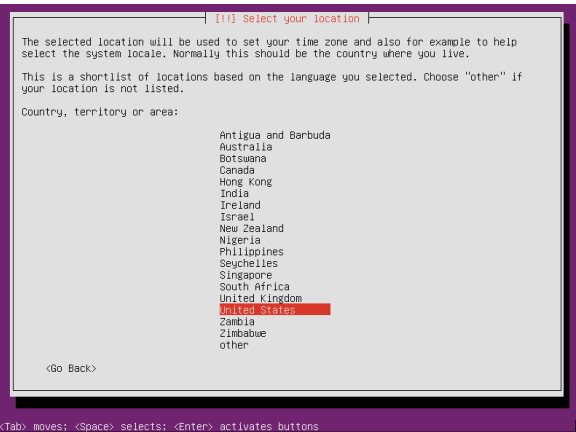 [!!] Select your location
The selected location will be used to set your time zone and also for example to help
select the system locale. Normally this should be the country where you live.
This is a shortlist of locations based on the language you selected. Choose "other" if
your location is not listed.
Country, territory or area:
Antigua and Barbuda
Australia
Botswana
Canada
Hong Kong
India
Ireland
Israel
New Zealand
Nigeria
Philippines
Seychelles
Singapore
South Africa
United Kingdom
United States
Zambia
Zimbabwe
other
<Go Back>
<Tab> moves; <Space> selects; <Enter> activates buttons